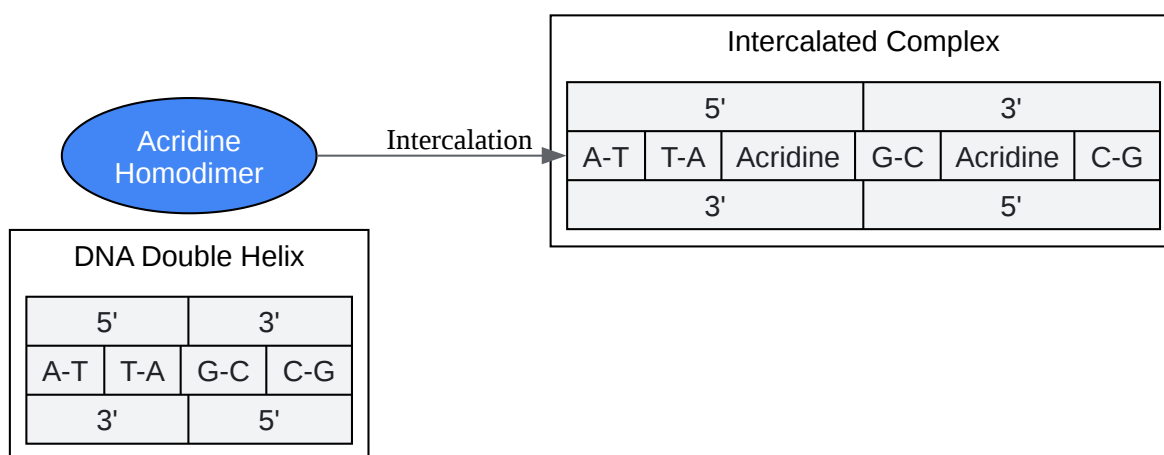 Acridine
Homodimer
Intercalation
Intercalated Complex
5' 3'
A-T T-A Acridine G-C Acridine C-G
3' 5'
DNA Double Helix
5' 3'
A-T T-A G-C C-G
3' 5'